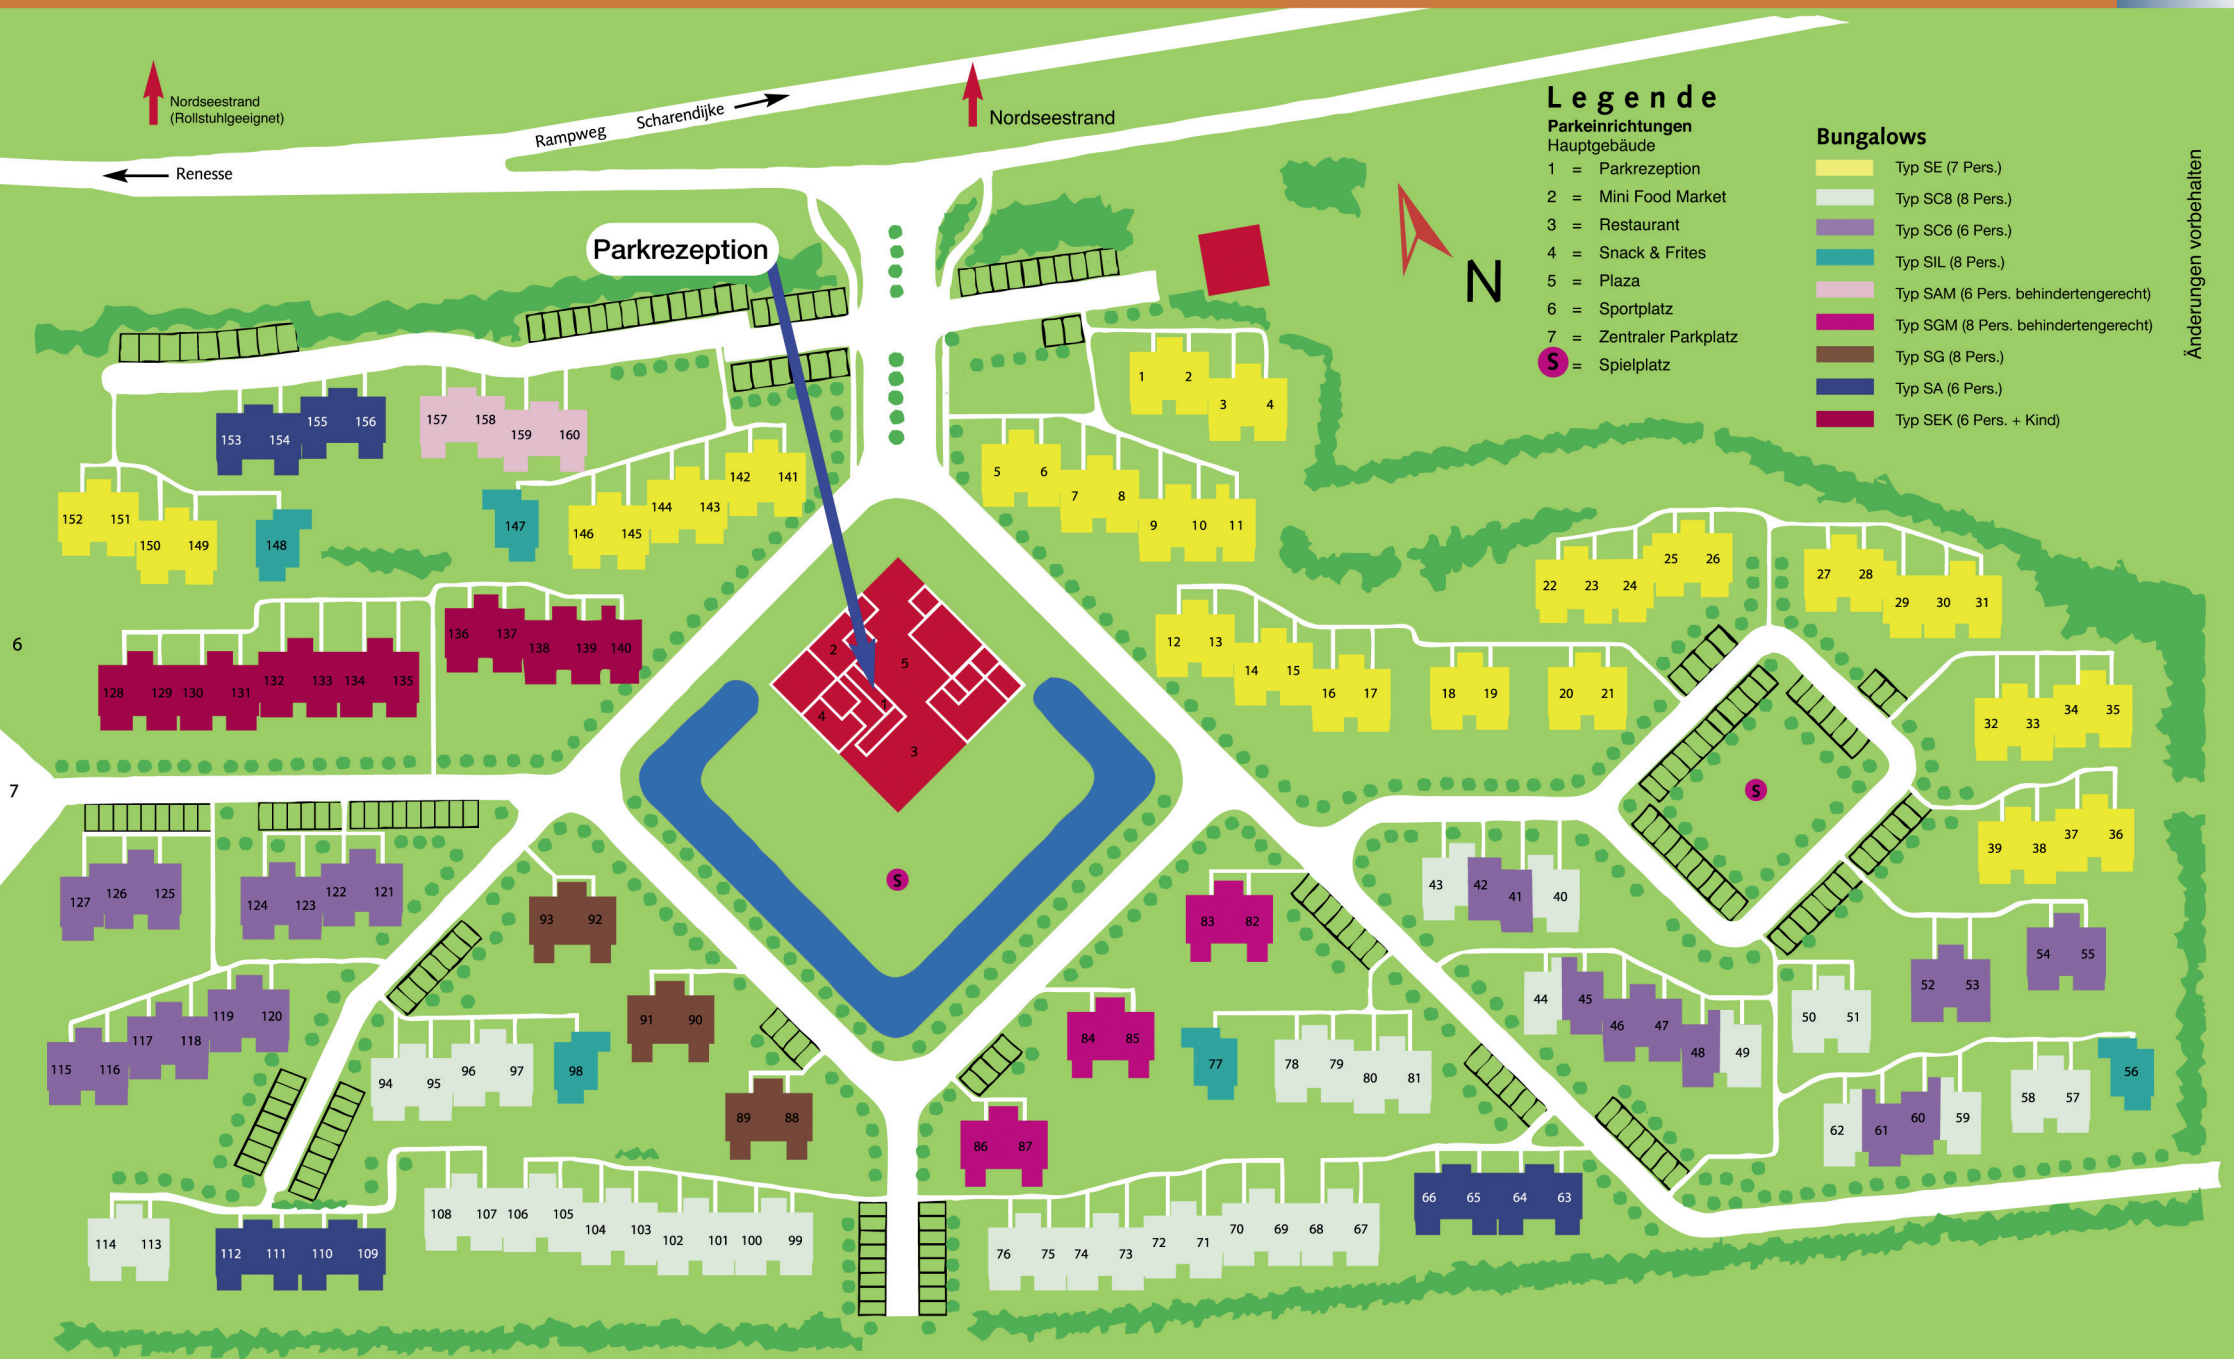 Nordseestrand
(Rollstuhlgeeignet)
Rampweg
Scharendijke
Nordseestrand
Renesse
Parkrezeption
N
Legende
Parkeinrichtungen
Hauptgebäude
1 = Parkrezeption
2 = Mini Food Market
3 = Restaurant
4 = Snack & Frites
5 = Plaza
6 = Sportplatz
7 = Zentraler Parkplatz
S = Spielplatz
Bungalows
Typ SE (7 Pers.)
Typ SC8 (8 Pers.)
Typ SC6 (6 Pers.)
Typ SIL (8 Pers.)
Typ SAM (6 Pers. behindertengerecht)
Typ SGM (8 Pers. behindertengerecht)
Typ SG (8 Pers.)
Typ SA (6 Pers.)
Typ SEK (6 Pers. + Kind)
Änderungen vorbehalten
1 2
3 4
153 154
155 156
157 158
159 160
5 6
7 8
9 10 11
152 151
150 149
148
147
146 145
144 143
142 141
22 23 24
25 26
27 28
29 30 31
6
128 129 130 131
132 133 134 135
136 137
138 139 140
2
5
4
1
3
12 13
14 15
16 17
18 19
20 21
32 33
34 35
7
S
39 38
37 36
127
126 125
124 123
122 121
93 92
S
83 82
43
42
41
40
54 55
52 53
115 116
117 118
119 120
91 90
84 85
77
78 79
80 81
44
45
46 47
48
49
50 51
94 95
96 97
98
89 88
86 87
62
61
60
59
58 57
56
114 113
112 111 110 109
108 107 106 105
104 103
102 101 100 99
76 75 74 73
72 71
70 69 68 67
66 65 64 63